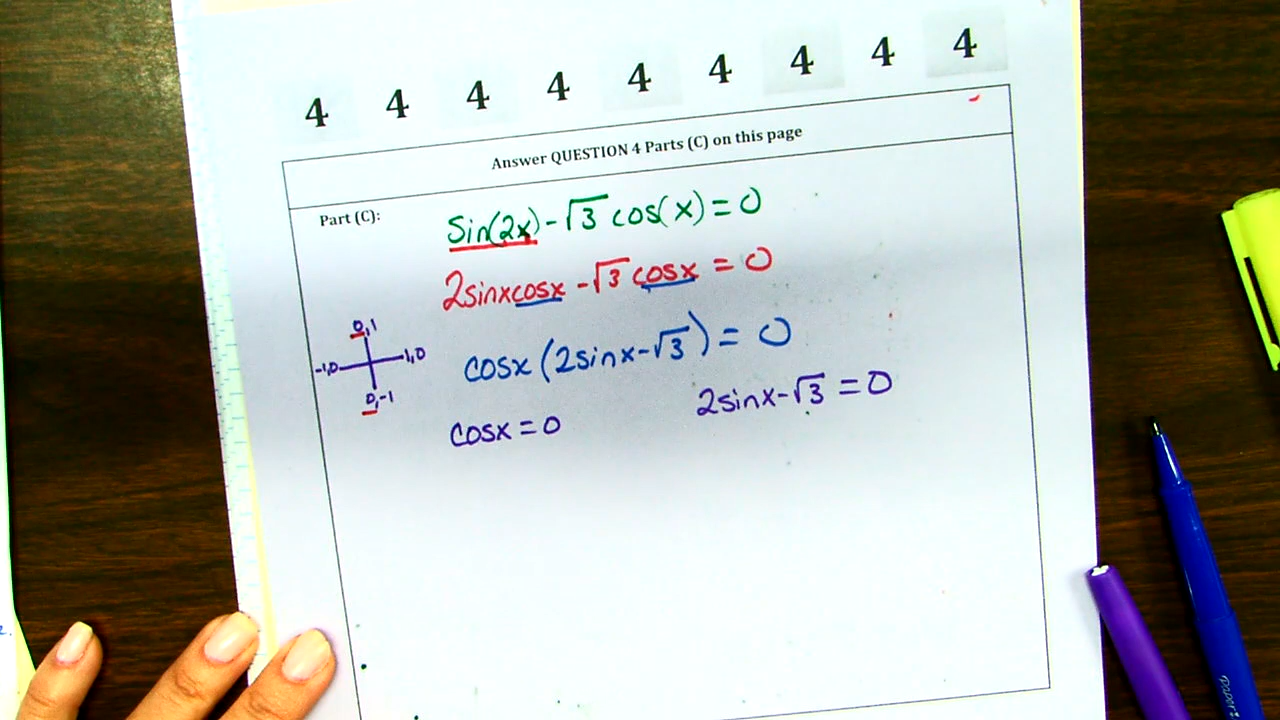 4 4 4 4 4 4 4 4 4
Answer QUESTION 4 Parts (C) on this page
Part (C):
sin(2x) - √3 cos(x) = 0
2sinxcosx - √3 cosx = 0
0,1
-1,0 1,0
0,-1
cosx (2sinx - √3) = 0
cosx = 0 2sinx - √3 = 0